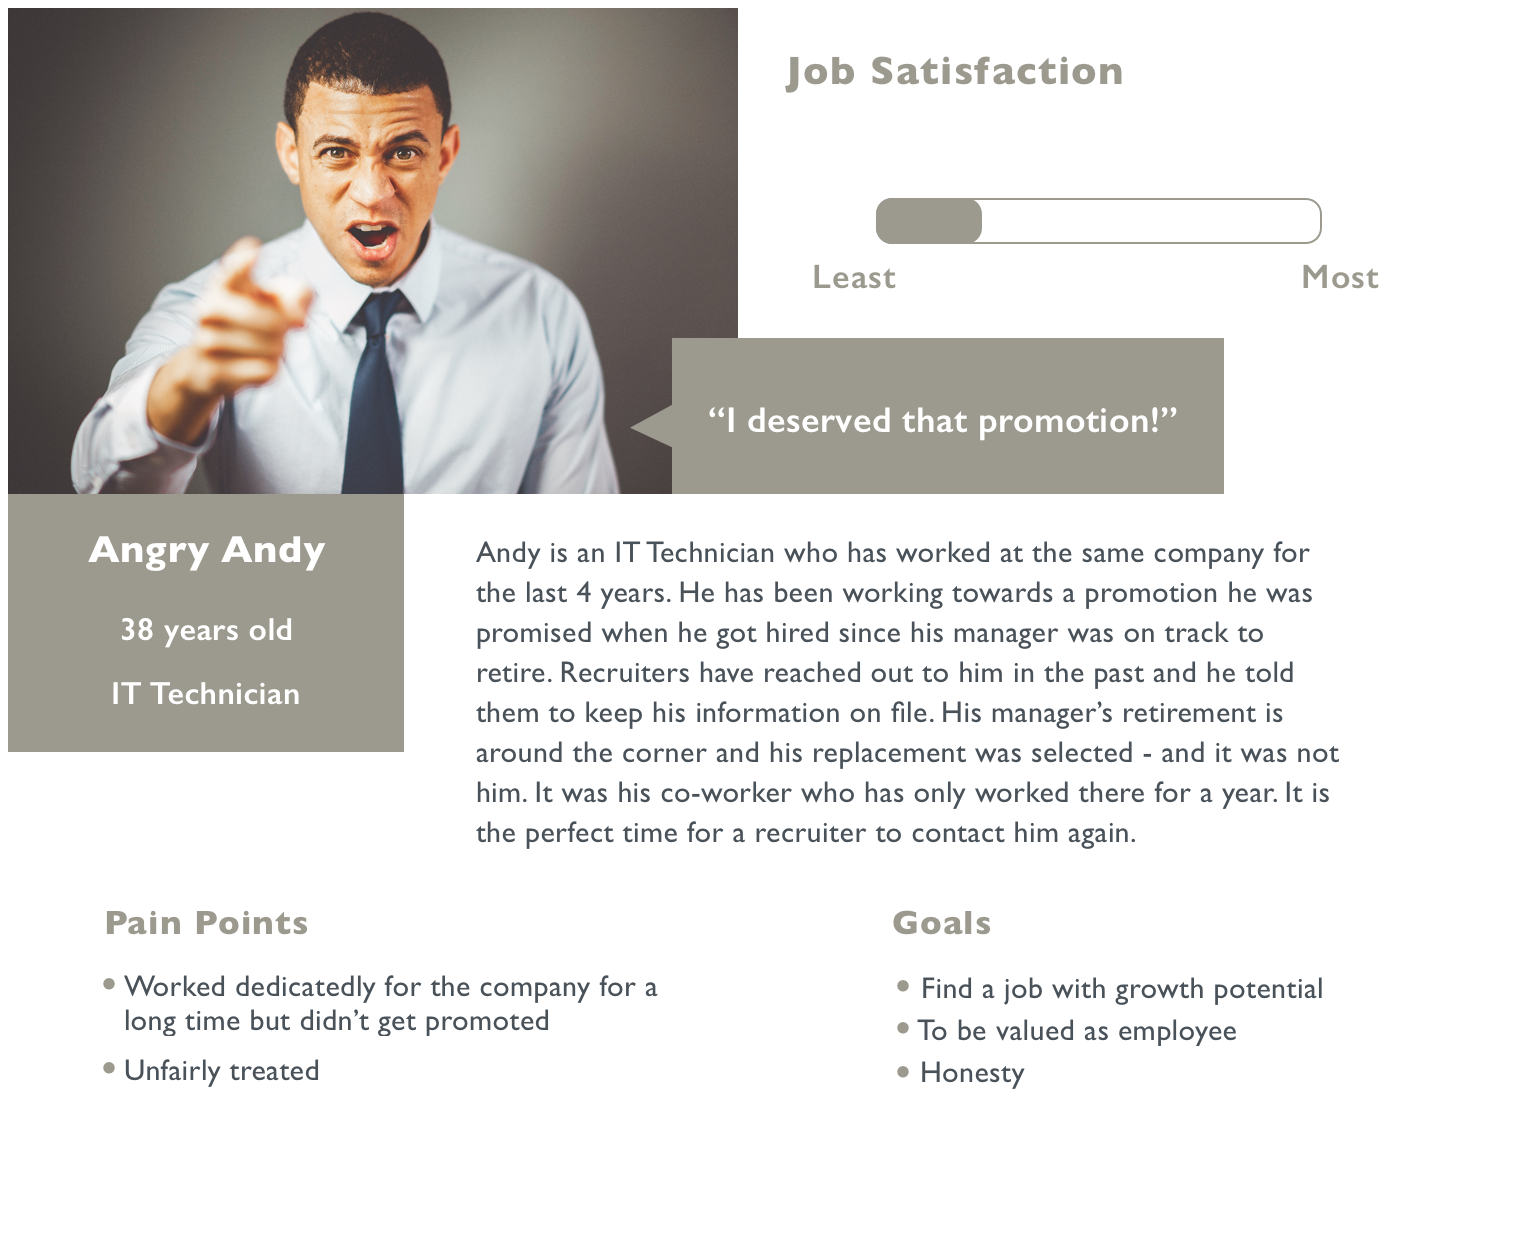 Job Satisfaction
Least
Most
“I deserved that promotion!”
Angry Andy
38 years old
IT Technician
Andy is an IT Technician who has worked at the same company for
the last 4 years. He has been working towards a promotion he was
promised when he got hired since his manager was on track to
retire. Recruiters have reached out to him in the past and he told
them to keep his information on file. His manager’s retirement is
around the corner and his replacement was selected - and it was not
him. It was his co-worker who has only worked there for a year. It is
the perfect time for a recruiter to contact him again.
Pain Points
• Worked dedicatedly for the company for a
long time but didn’t get promoted
• Unfairly treated
Goals
• Find a job with growth potential
• To be valued as employee
• Honesty